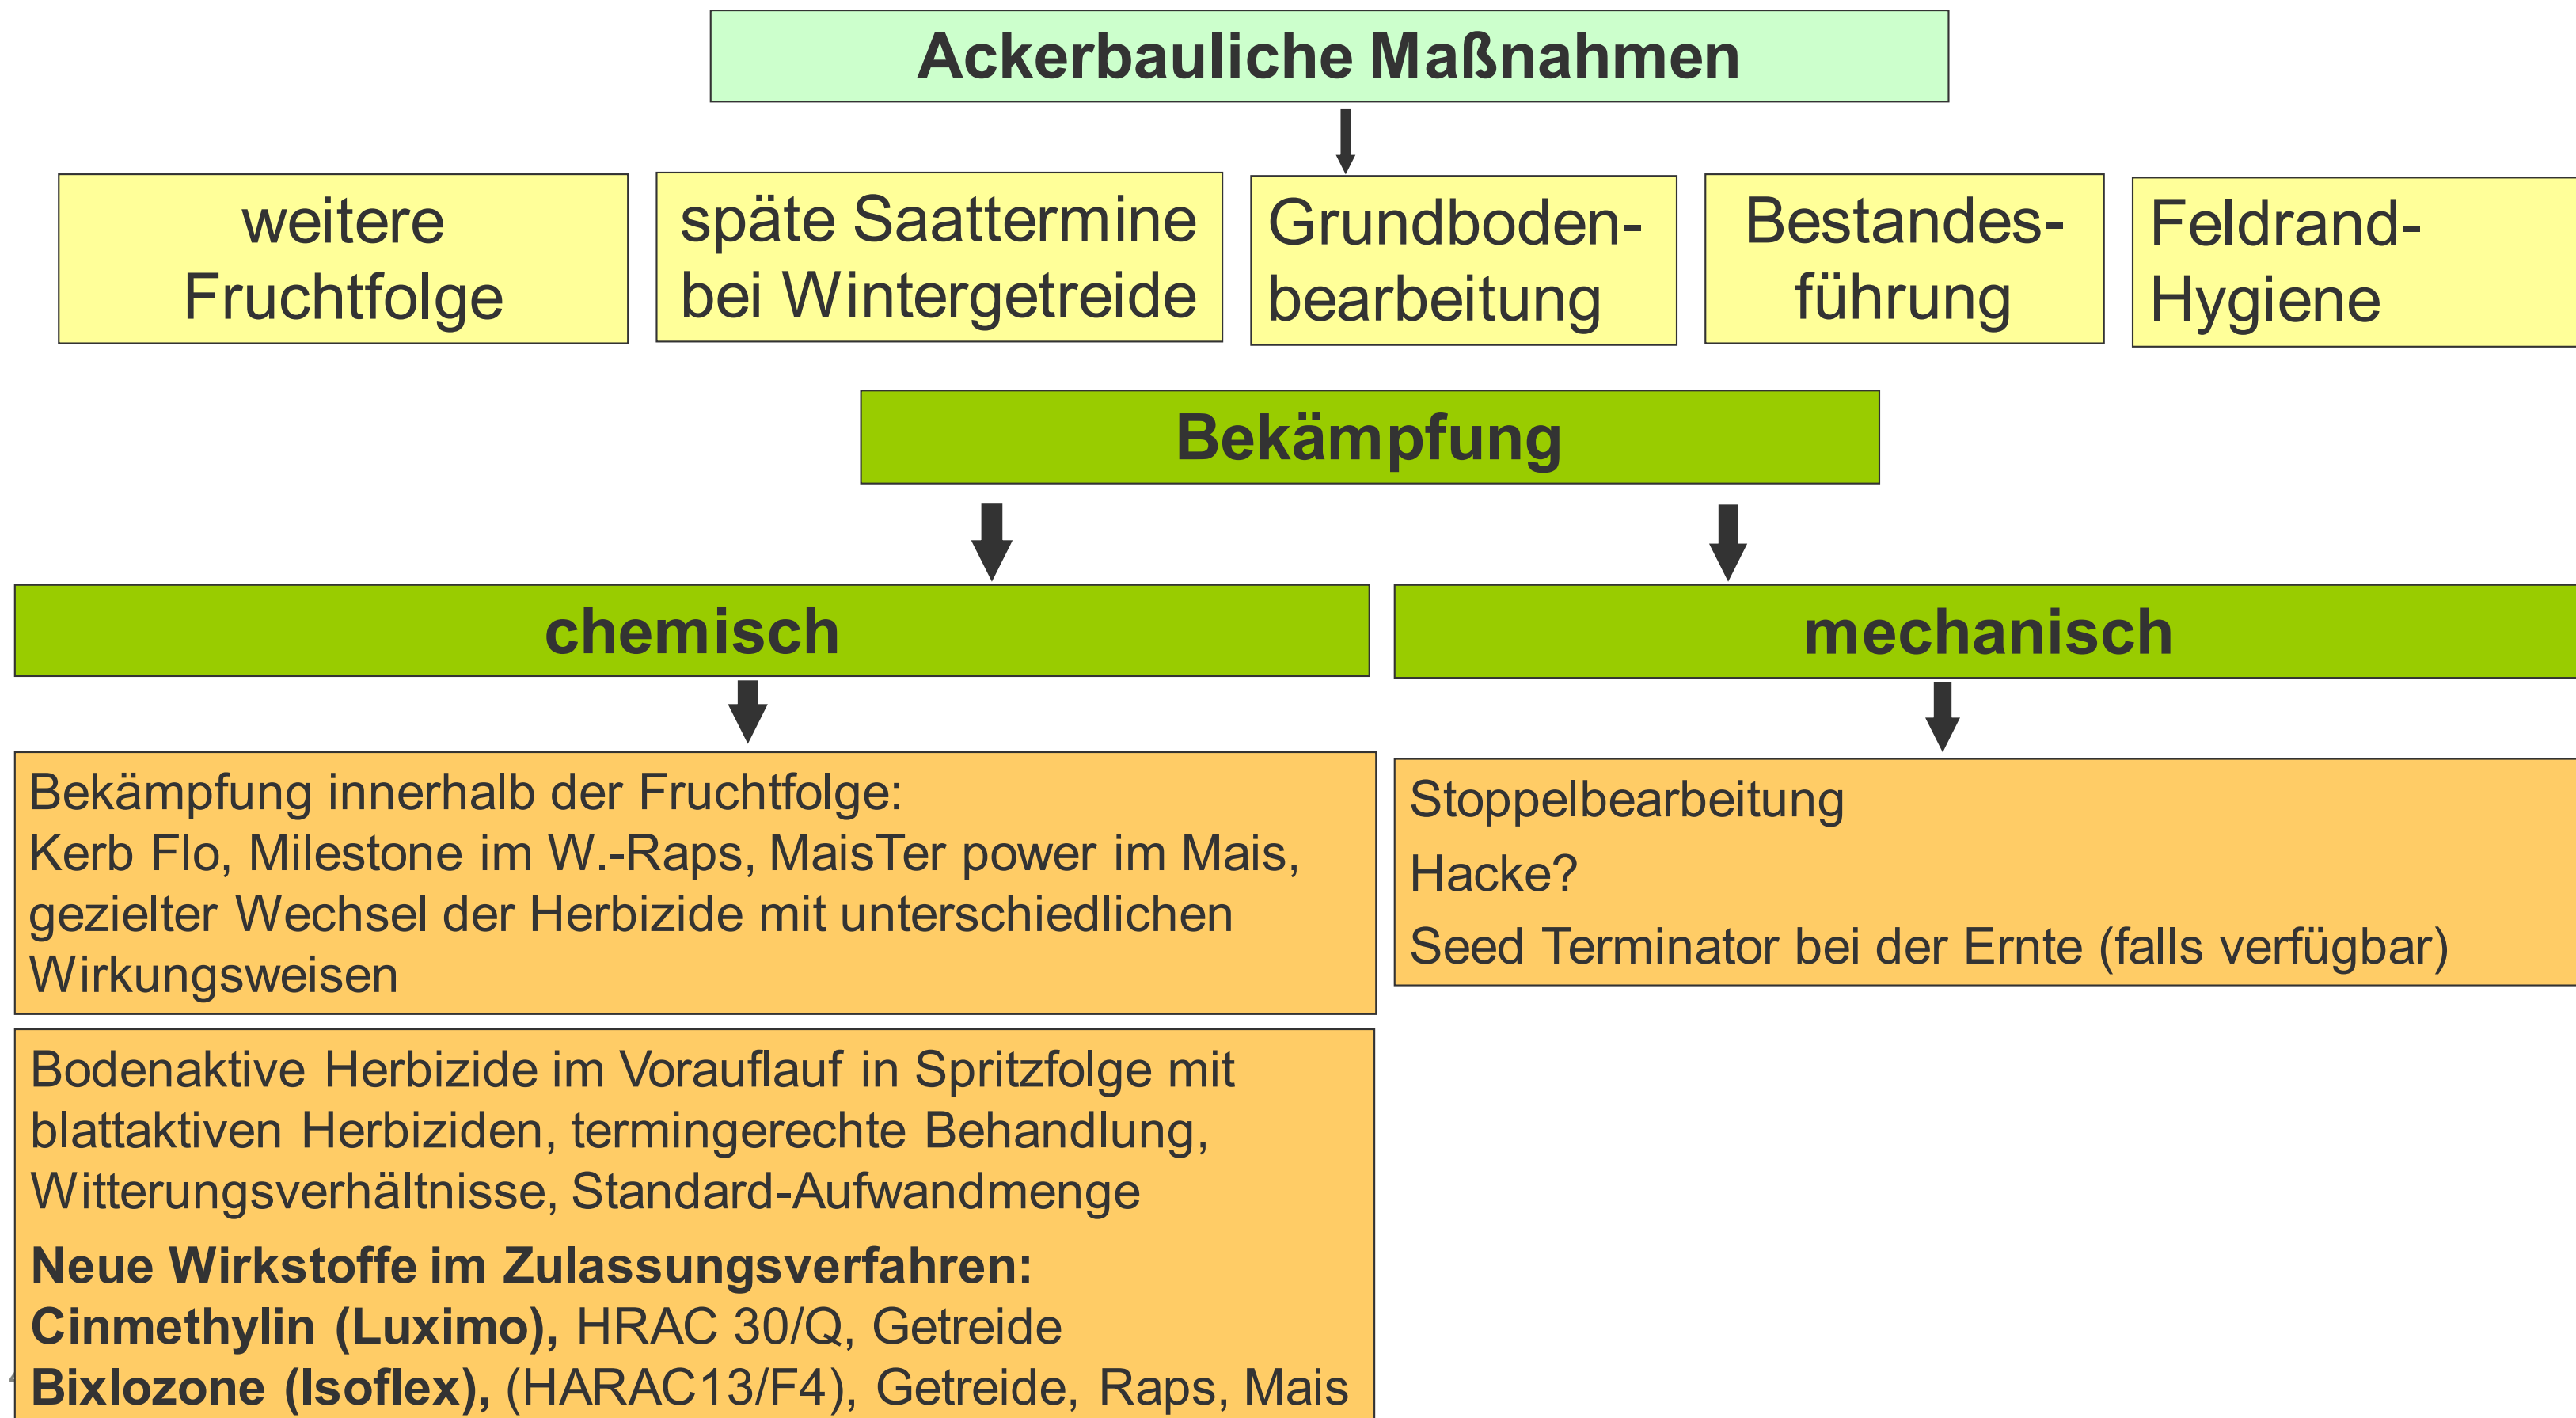 Ackerbauliche Maßnahmen
weitere
Fruchtfolge
späte Saattermine
bei Wintergetreide
Grundboden-
bearbeitung
Bestandes-
führung
Feldrand-
Hygiene
Bekämpfung
chemisch
mechanisch
Bekämpfung innerhalb der Fruchtfolge:
Kerb Flo, Milestone im W.-Raps, MaisTer power im Mais,
gezielter Wechsel der Herbizide mit unterschiedlichen
Wirkungsweisen
Stoppelbearbeitung
Hacke?
Seed Terminator bei der Ernte (falls verfügbar)
Bodenaktive Herbizide im Vorauflauf in Spritzfolge mit
blattaktiven Herbiziden, termingerechte Behandlung,
Witterungsverhältnisse, Standard-Aufwandmenge
Neue Wirkstoffe im Zulassungsverfahren:
Cinmethylin (Luximo), HRAC 30/Q, Getreide
Bixlozone (Isoflex), (HARAC13/F4), Getreide, Raps, Mais